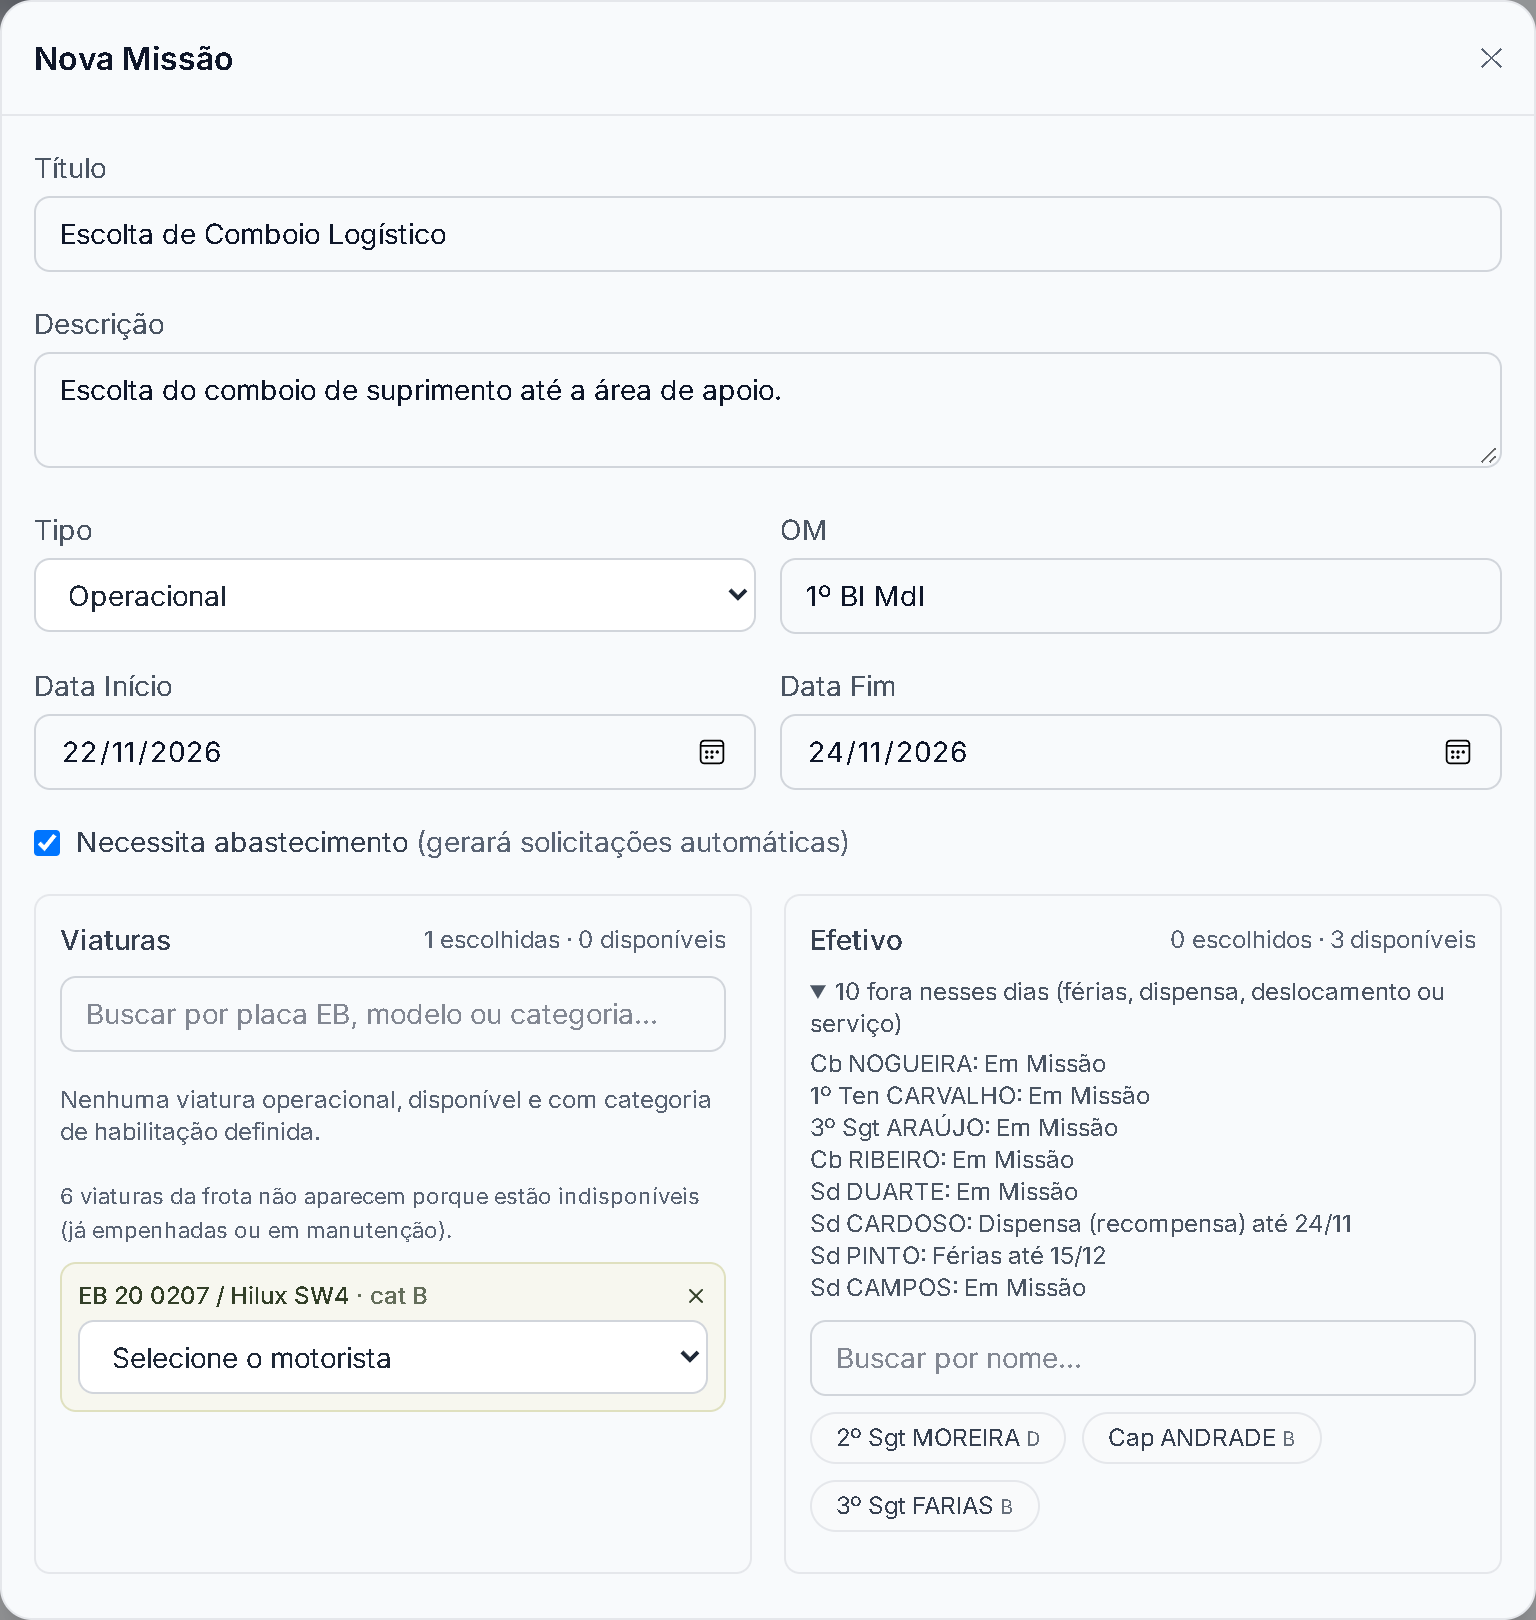 Nova Missão
Título
Escolta de Comboio Logístico
Descrição
Escolta do comboio de suprimento até a área de apoio.
Tipo
OM
Operacional
1º BI Mdl
Data Início
Data Fim
22/11/2026
24/11/2026
Necessita abastecimento (gerará solicitações automáticas)
Viaturas
1 escolhidas · 0 disponíveis
Buscar por placa EB, modelo ou categoria...
Nenhuma viatura operacional, disponível e com categoria
de habilitação definida.
6 viaturas da frota não aparecem porque estão indisponíveis
(já empenhadas ou em manutenção).
EB 20 0207 / Hilux SW4 · cat B
Selecione o motorista
Efetivo
0 escolhidos · 3 disponíveis
▼ 10 fora nesses dias (férias, dispensa, deslocamento ou
serviço)
Cb NOGUEIRA: Em Missão
1º Ten CARVALHO: Em Missão
3º Sgt ARAÚJO: Em Missão
Cb RIBEIRO: Em Missão
Sd DUARTE: Em Missão
Sd CARDOSO: Dispensa (recompensa) até 24/11
Sd PINTO: Férias até 15/12
Sd CAMPOS: Em Missão
Buscar por nome...
2º Sgt MOREIRA D
Cap ANDRADE B
3º Sgt FARIAS B